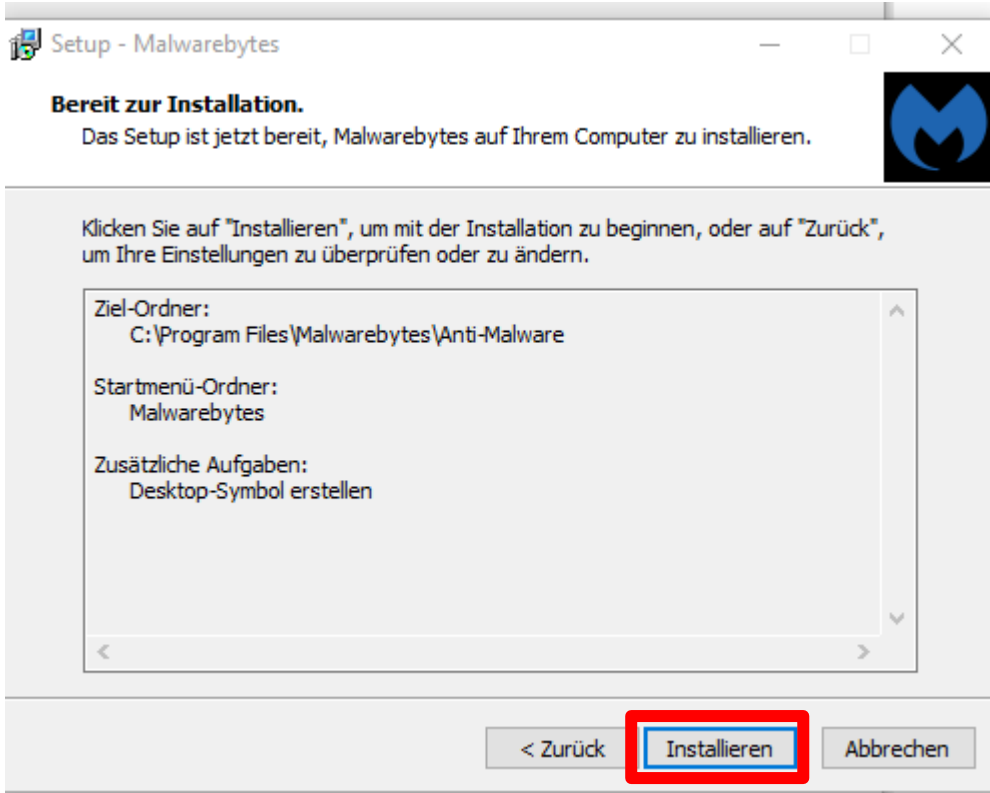 Setup - Malwarebytes
Bereit zur Installation.
Das Setup ist jetzt bereit, Malwarebytes auf Ihrem Computer zu installieren.
Klicken Sie auf "Installieren", um mit der Installation zu beginnen, oder auf "Zurück",
um Ihre Einstellungen zu überprüfen oder zu ändern.
Ziel-Ordner:
C:\Program Files\Malwarebytes\Anti-Malware
Startmenü-Ordner:
Malwarebytes
Zusätzliche Aufgaben:
Desktop-Symbol erstellen
< Zurück
Installieren
Abbrechen